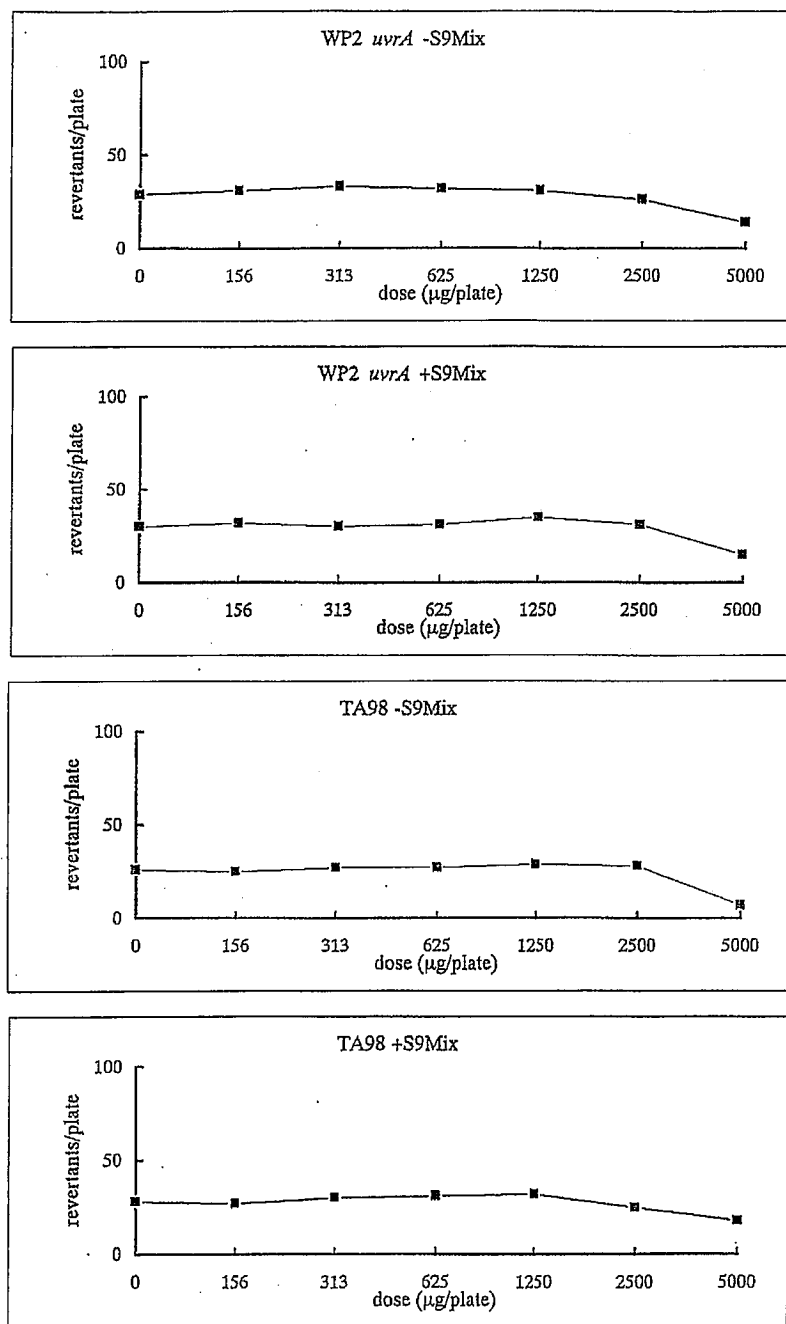 WP2 uvrA -S9Mix
100
50
0
revertants/plate
0 156 313 625 1250 2500 5000
dose (µg/plate)
WP2 uvrA +S9Mix
100
50
0
revertants/plate
0 156 313 625 1250 2500 5000
dose (µg/plate)
TA98 -S9Mix
100
50
0
revertants/plate
0 156 313 625 1250 2500 5000
dose (µg/plate)
TA98 +S9Mix
100
50
0
revertants/plate
0 156 313 625 1250 2500 5000
dose (µg/plate)